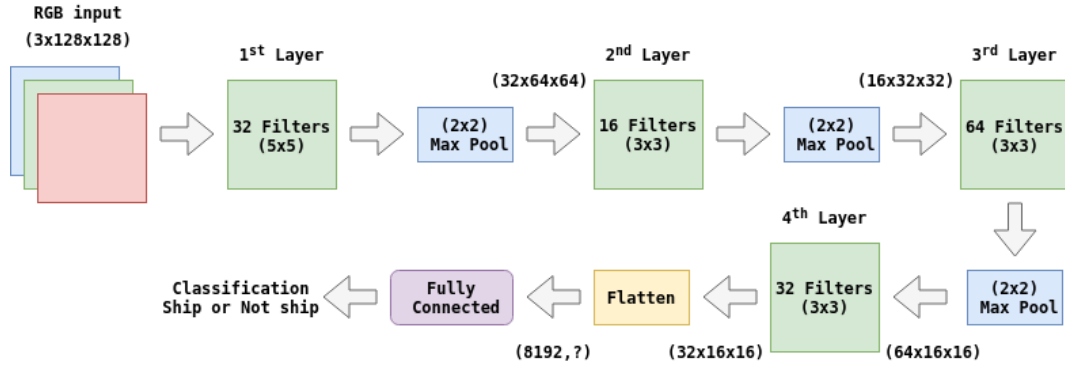 RGB input
(3x128x128)
1st Layer
32 Filters
(5x5)
(2x2)
Max Pool
(32x64x64)
2nd Layer
16 Filters
(3x3)
(2x2)
Max Pool
(16x32x32)
3rd Layer
64 Filters
(3x3)
(2x2)
Max Pool
(64x16x16)
4th Layer
32 Filters
(3x3)
(32x16x16)
Flatten
(8192,?)
Fully
Connected
Classification
Ship or Not ship